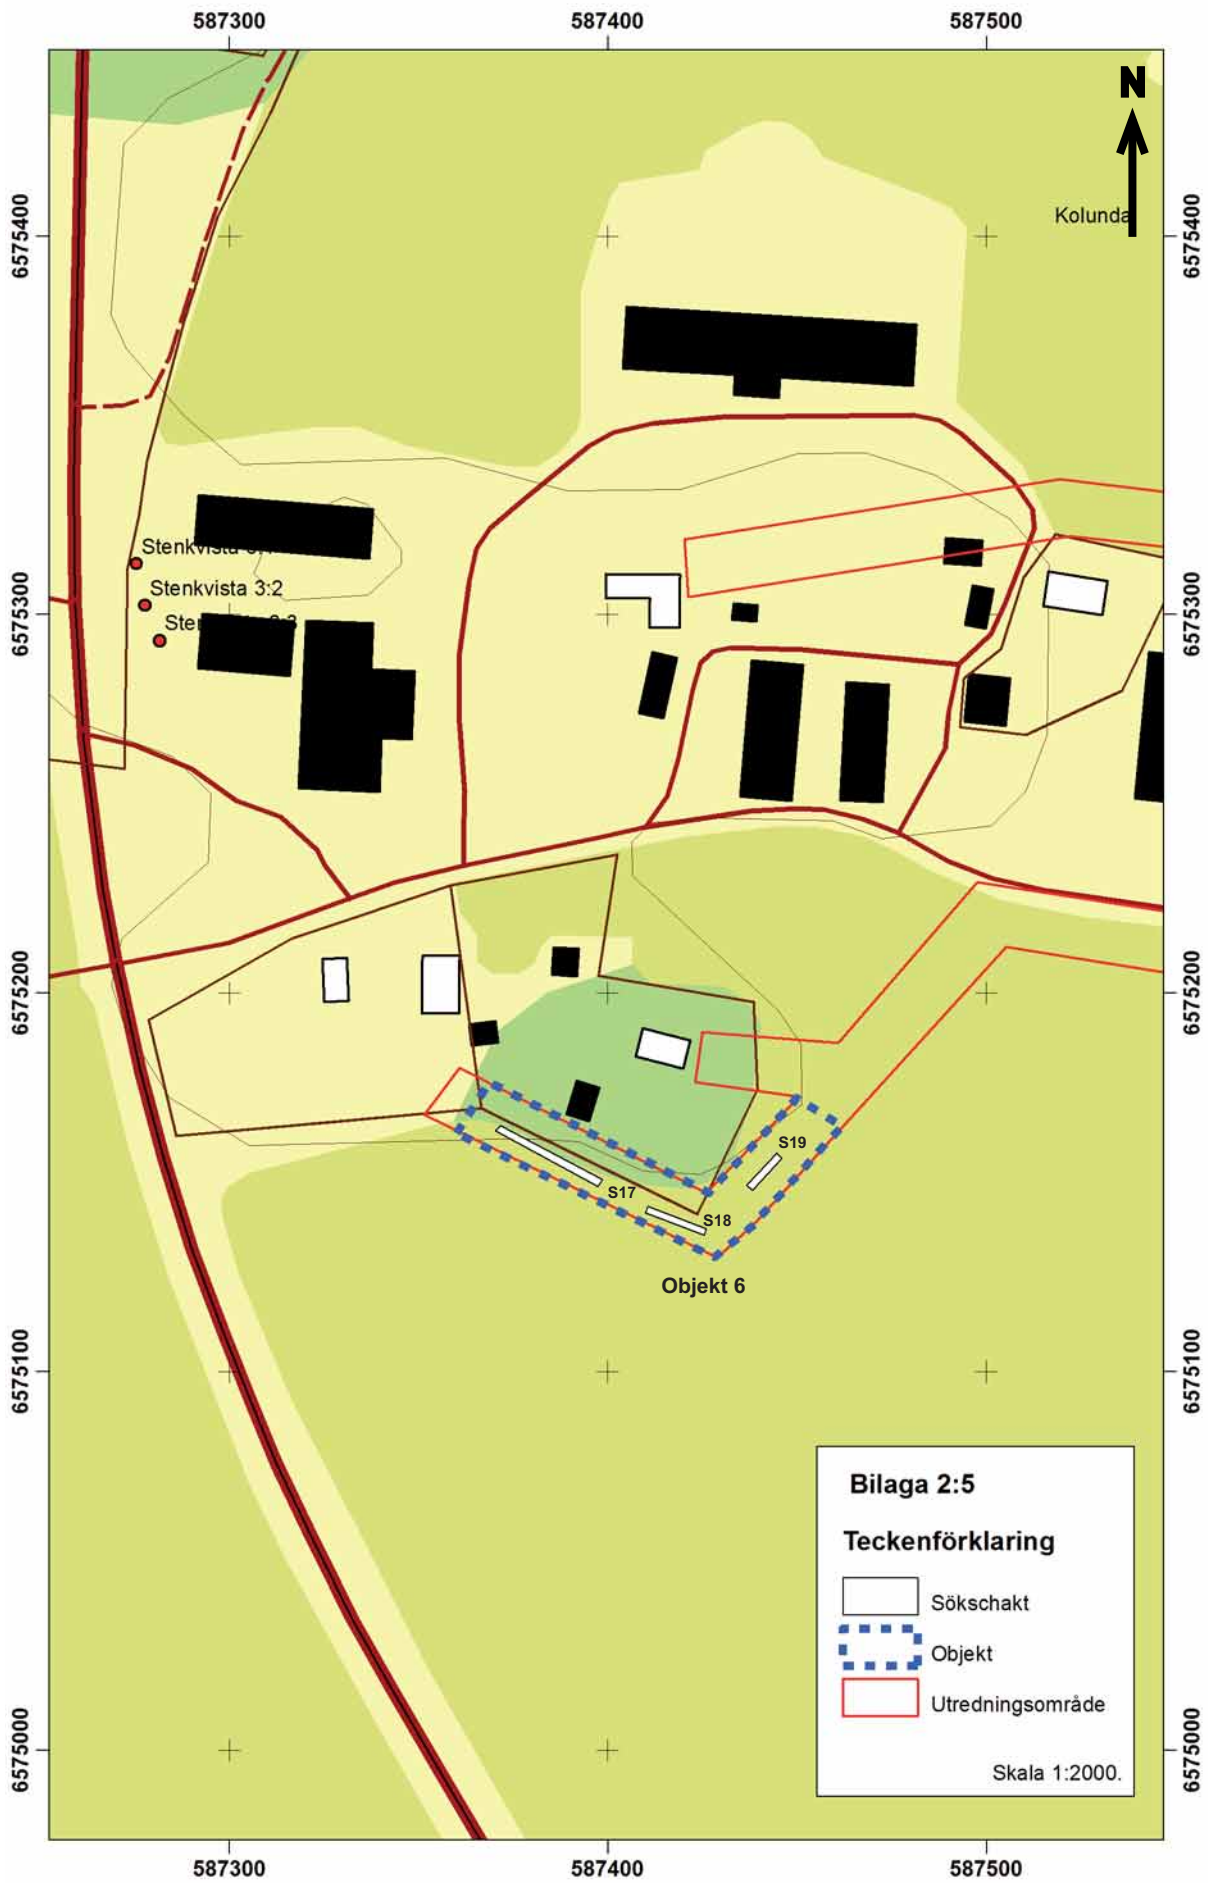 587300 587400 587500
N
Kolunda
6575400 6575400
Stenkvista
Stenkvista 3:2
6575300 6575300
6575200 6575200
S19
S17
S18
Objekt 6
6575100 6575100
Bilaga 2:5
Teckenförklaring
Sökschakt
Objekt
Utredningsområde
6575000 6575000
Skala 1:2000.
587300 587400 587500